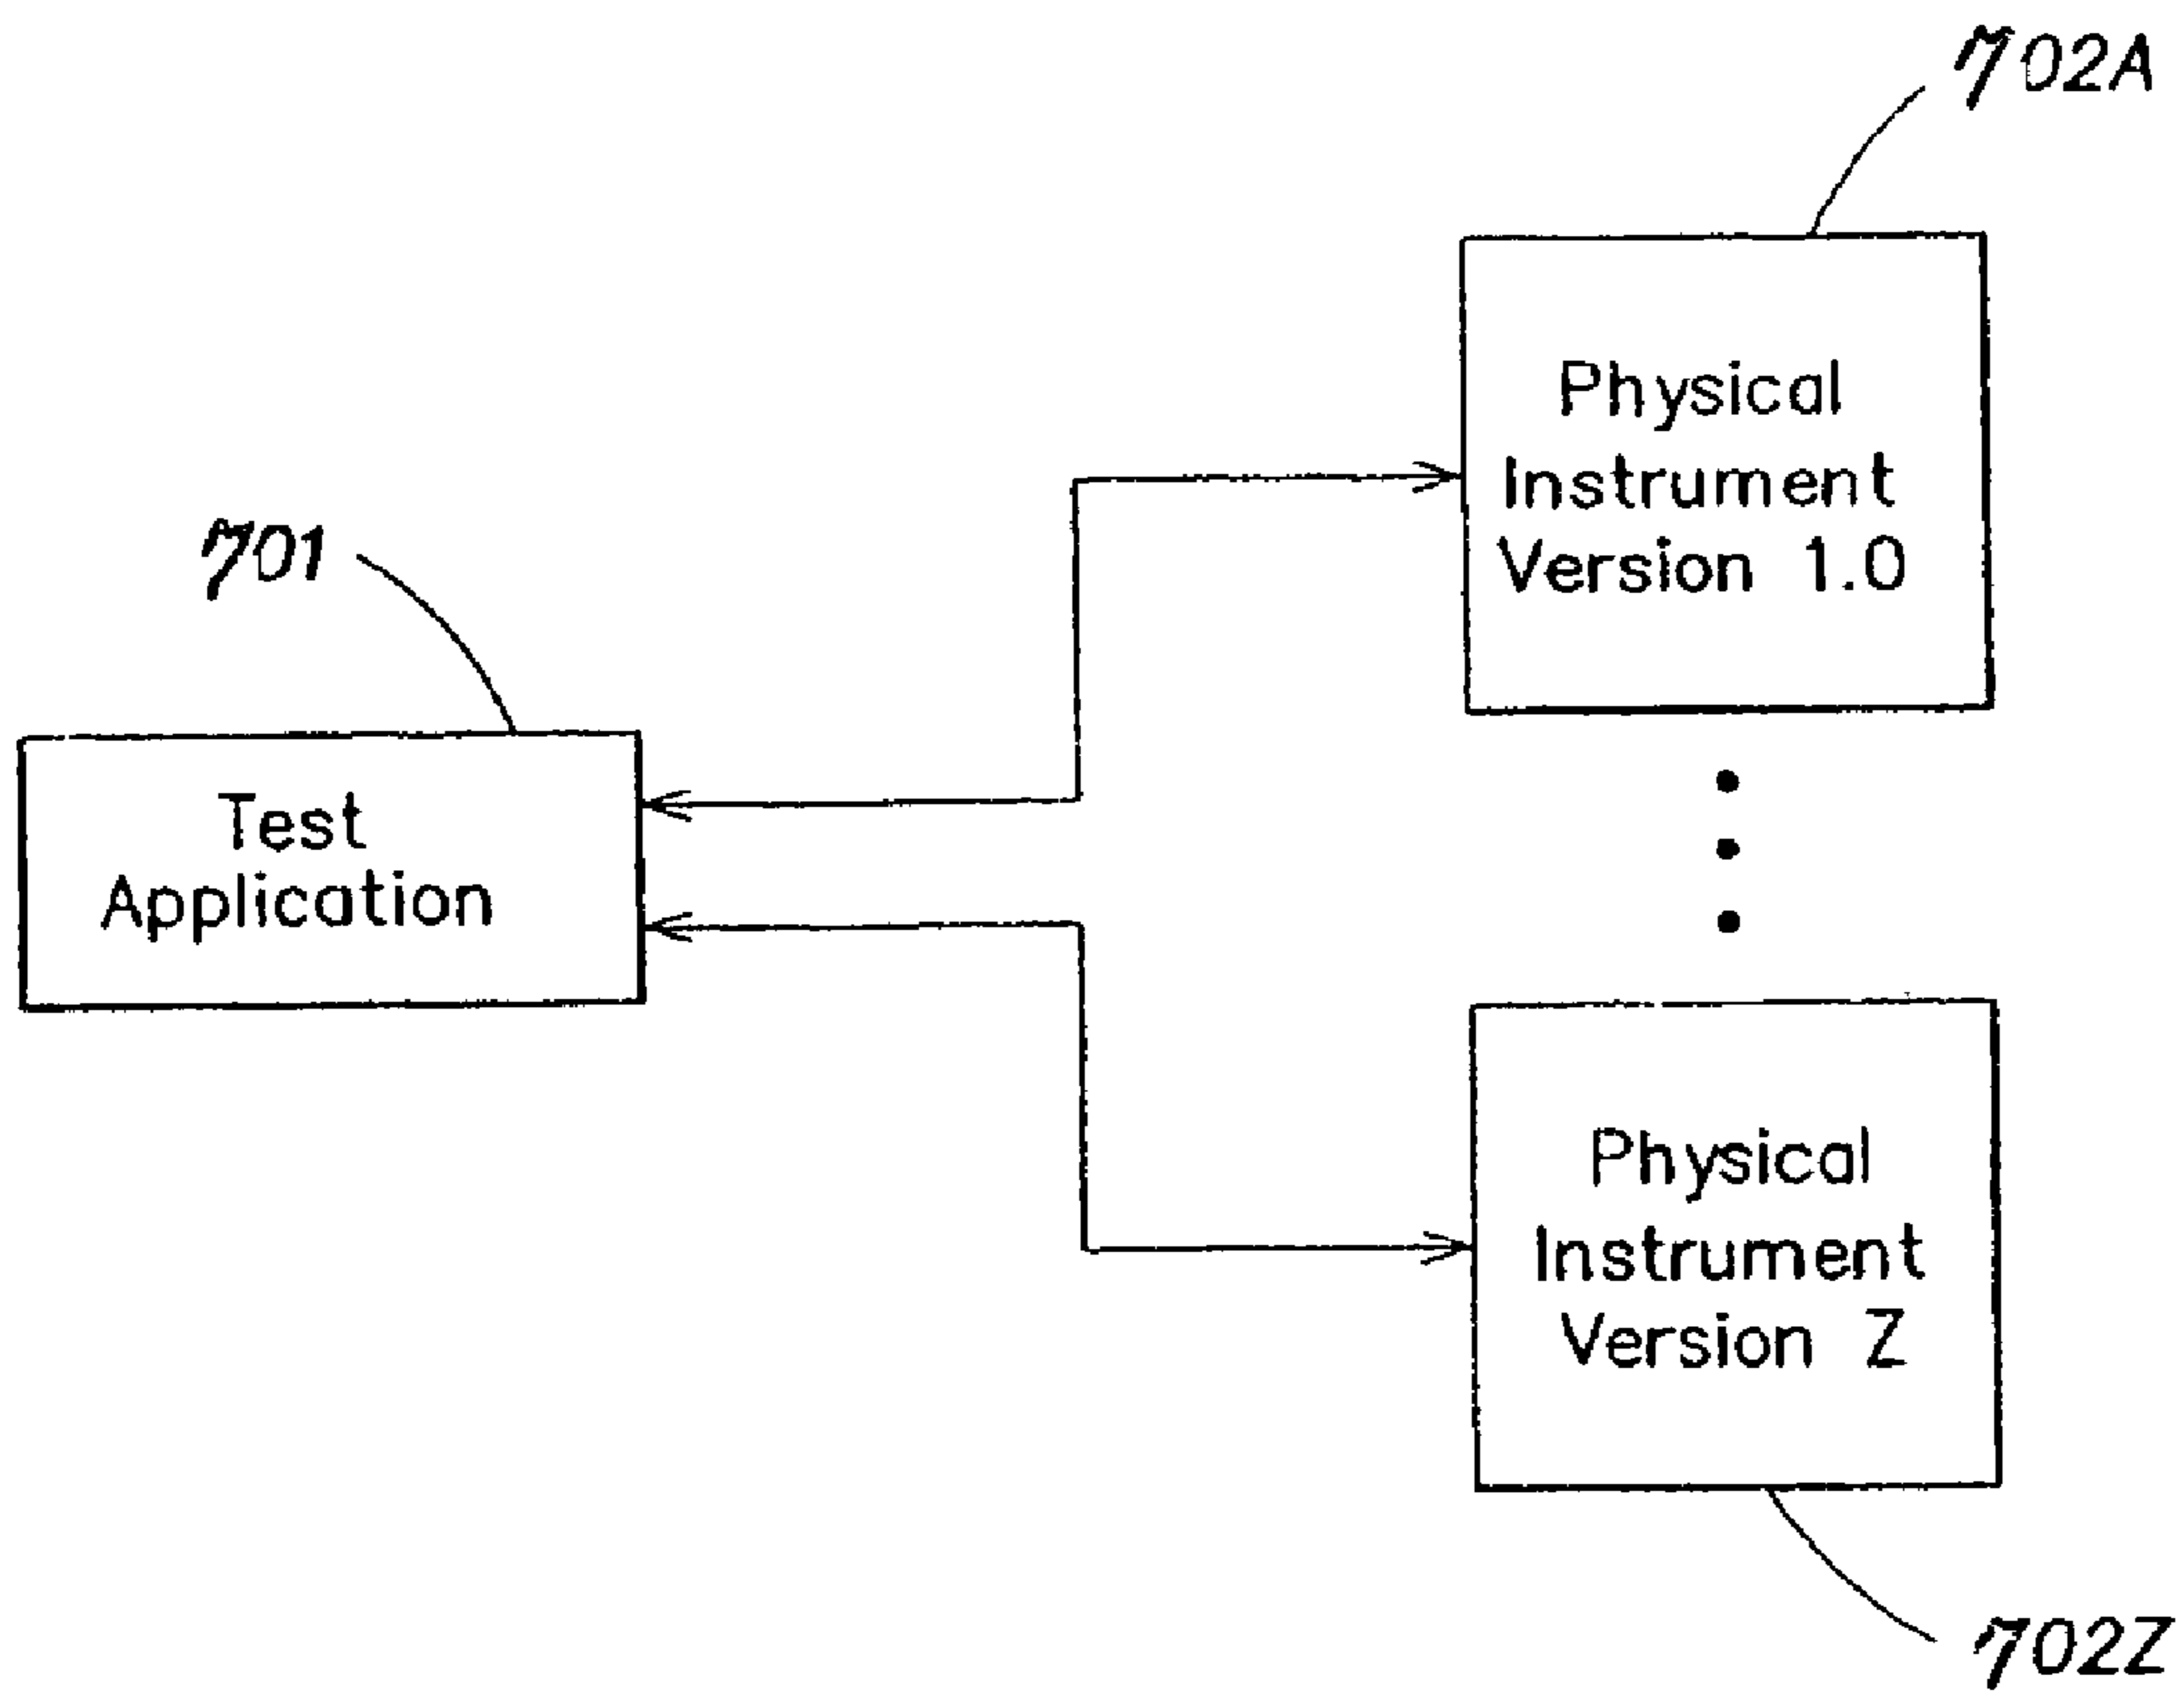 702A
Physical
Instrument
Version 1.0
701
Test
Application
Physical
Instrument
Version Z
702Z